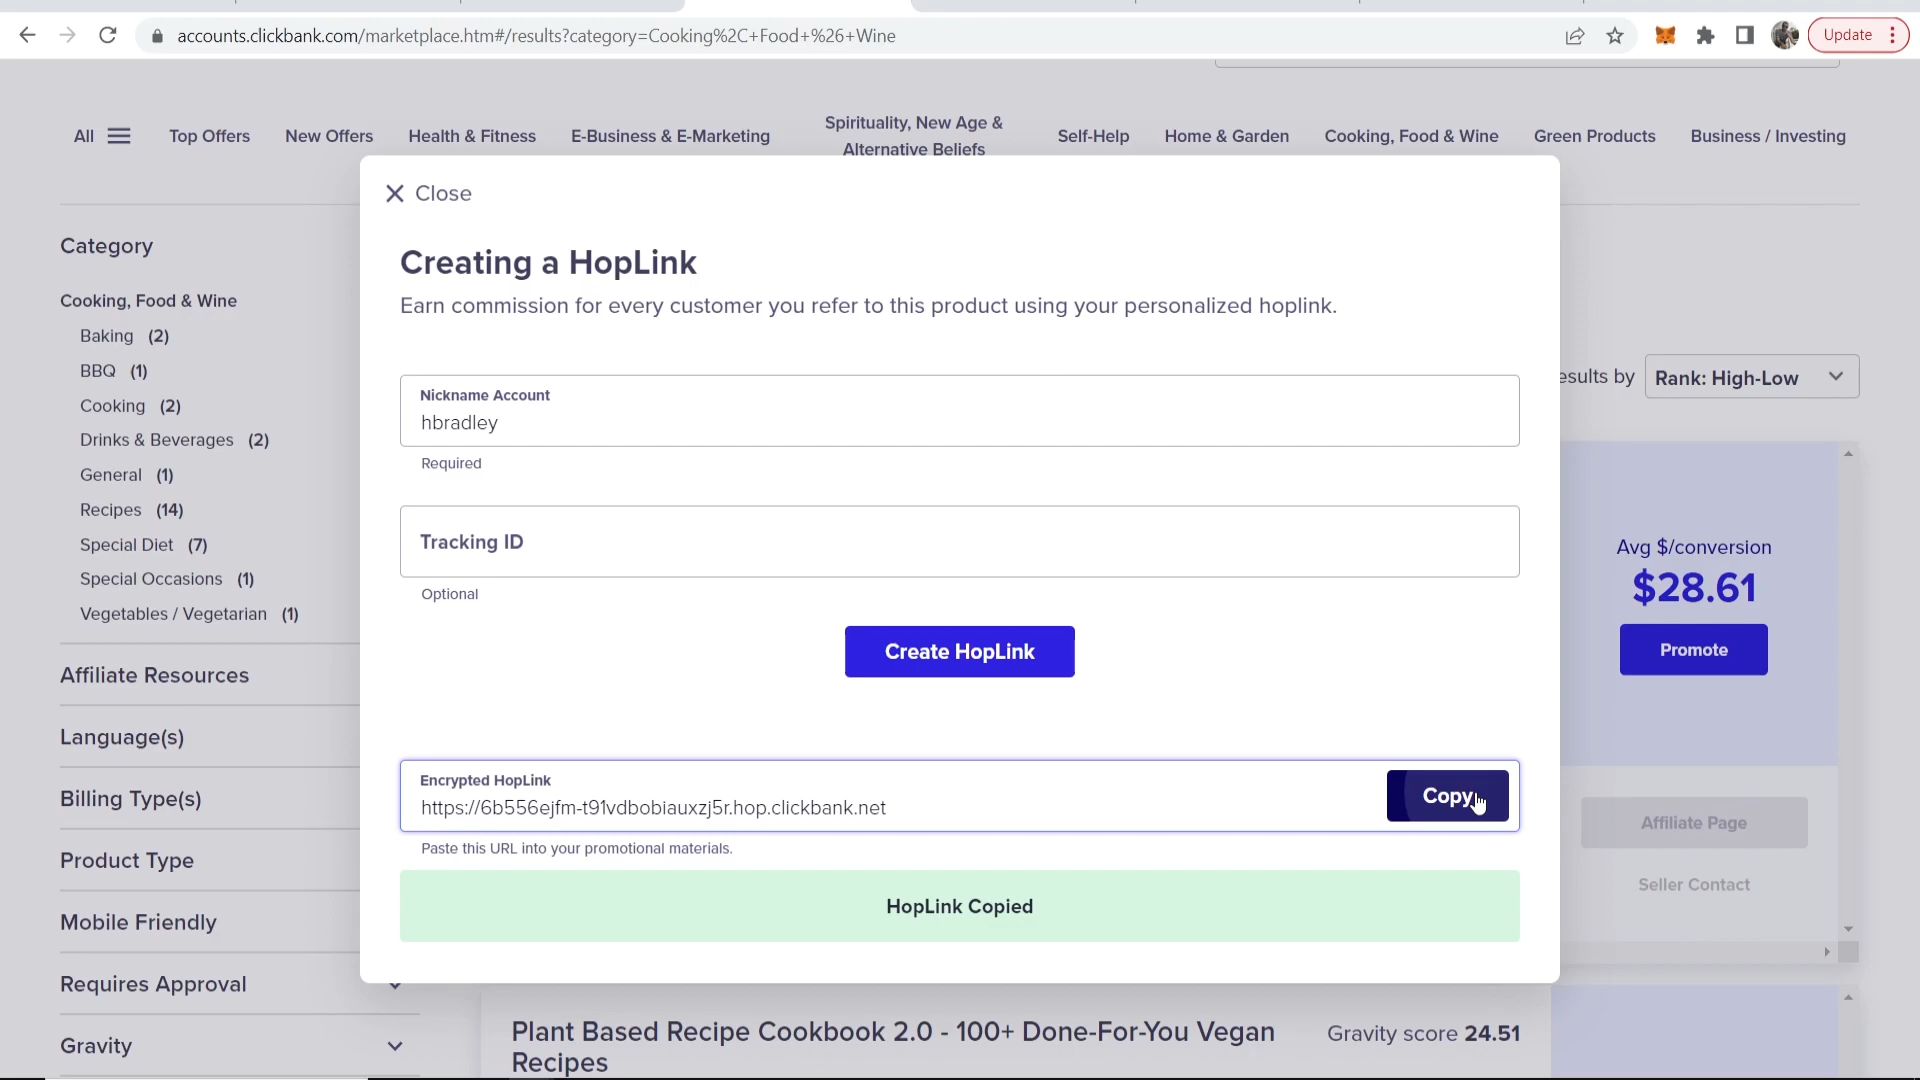 accounts.clickbank.com/marketplace.htm#/results?category=Cooking%2C+Food+%26+Wine
Update
All
Top Offers
New Offers
Health & Fitness
E-Business & E-Marketing
Spirituality, New Age &
Alternative Beliefs
Self-Help
Home & Garden
Cooking, Food & Wine
Green Products
Business / Investing
Close
Creating a HopLink
Earn commission for every customer you refer to this product using your personalized hoplink.
Nickname Account
hbradley
Required
Tracking ID
Optional
Create HopLink
Encrypted HopLink
https://6b556ejfm-t91vdbobiauxzj5r.hop.clickbank.net
Copy
Paste this URL into your promotional materials.
HopLink Copied
Category
Cooking, Food & Wine
Baking (2)
BBQ (1)
Cooking (2)
Drinks & Beverages (2)
General (1)
Recipes (14)
Special Diet (7)
Special Occasions (1)
Vegetables / Vegetarian (1)
Affiliate Resources
Language(s)
Billing Type(s)
Product Type
Mobile Friendly
Requires Approval
Gravity
esults by
Rank: High-Low
Avg $/conversion
$28.61
Promote
Affiliate Page
Seller Contact
Plant Based Recipe Cookbook 2.0 - 100+ Done-For-You Vegan
Recipes
Gravity score 24.51